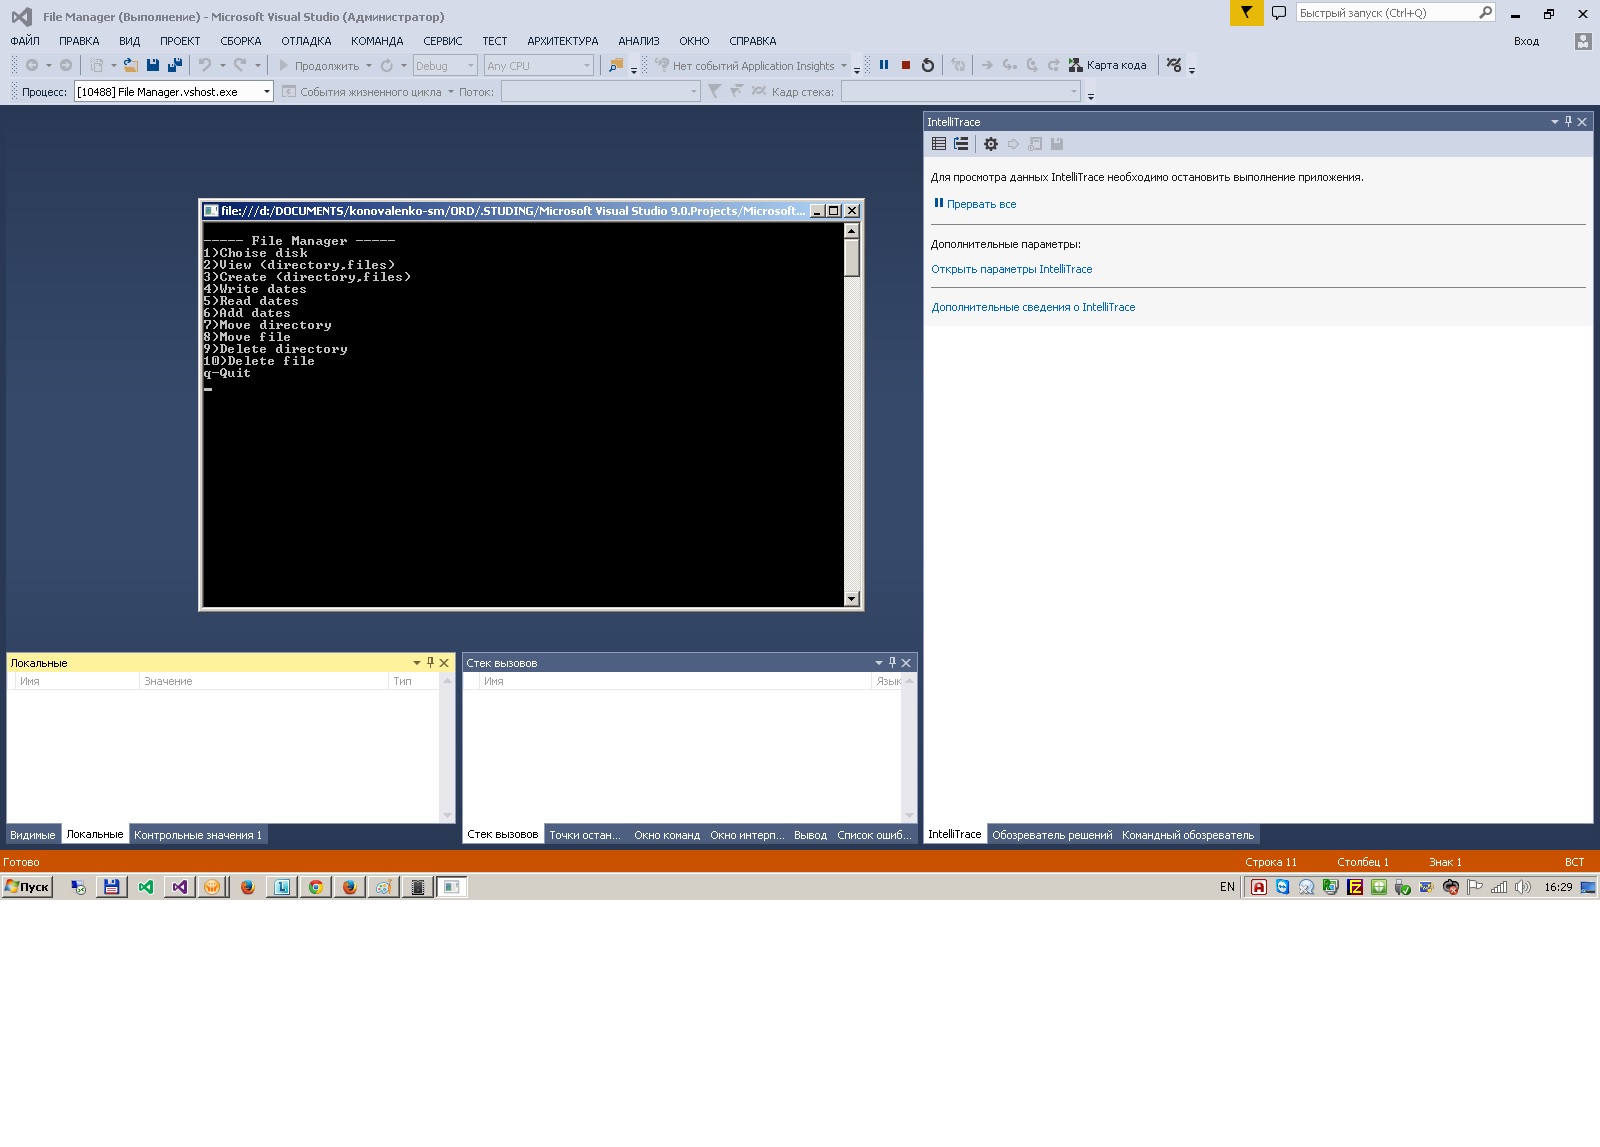 File Manager (Выполнение) - Microsoft Visual Studio (Администратор)
Быстрый запуск (Ctrl+Q)
ФАЙЛ ПРАВКА ВИД ПРОЕКТ СБОРКА ОТЛАДКА КОМАНДА СЕРВИС ТЕСТ АРХИТЕКТУРА АНАЛИЗ ОКНО СПРАВКА Вход
Продолжить Debug Any CPU Нет событий Application Insights Карта кода
Процесс: [10488] File Manager.vshost.exe События жизненного цикла Поток: Кадр стека:
IntelliTrace
Для просмотра данных IntelliTrace необходимо остановить выполнение приложения.
Прервать все
Дополнительные параметры:
Открыть параметры IntelliTrace
Дополнительные сведения о IntelliTrace
file:///d:/DOCUMENTS/konovalenko-sm/ORD/.STUDING/Microsoft Visual Studio 9.0.Projects/Microsoft...
----- File Manager -----
1)Choise disk
2)View (directory,files)
3)Create (directory,files)
4)Write dates
5)Read dates
6)Add dates
7)Move directory
8)Move file
9)Delete directory
10)Delete file
q-Quit
Локальные
Имя Значение Тип
Видимые Локальные Контрольные значения 1
Стек вызовов
Имя Язык
Стек вызовов Точки остан... Окно команд Окно интерп... Вывод Список ошиб...
IntelliTrace Обозреватель решений Командный обозреватель
Готово Строка 11 Столбец 1 Знак 1 ВСТ
Пуск EN 16:29